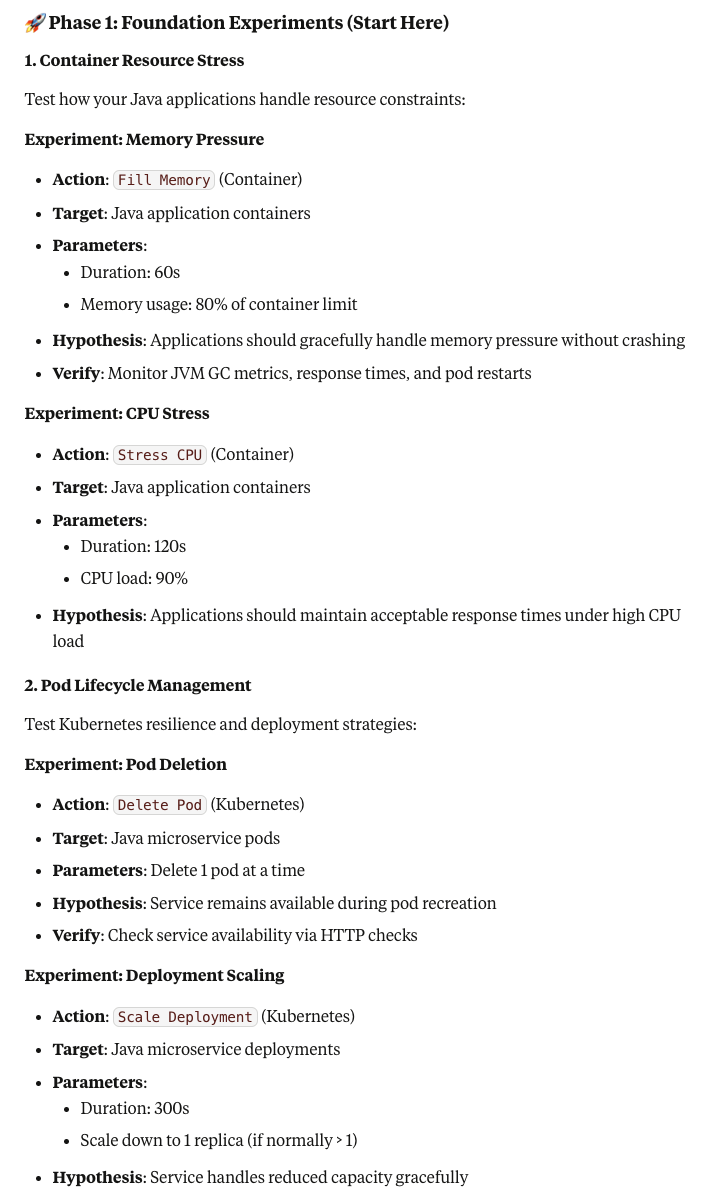 🚀 Phase 1: Foundation Experiments (Start Here)
1. Container Resource Stress
Test how your Java applications handle resource constraints:
Experiment: Memory Pressure
• Action: Fill Memory (Container)
• Target: Java application containers
• Parameters:
• Duration: 60s
• Memory usage: 80% of container limit
• Hypothesis: Applications should gracefully handle memory pressure without crashing
• Verify: Monitor JVM GC metrics, response times, and pod restarts
Experiment: CPU Stress
• Action: Stress CPU (Container)
• Target: Java application containers
• Parameters:
• Duration: 120s
• CPU load: 90%
• Hypothesis: Applications should maintain acceptable response times under high CPU
load
2. Pod Lifecycle Management
Test Kubernetes resilience and deployment strategies:
Experiment: Pod Deletion
• Action: Delete Pod (Kubernetes)
• Target: Java microservice pods
• Parameters: Delete 1 pod at a time
• Hypothesis: Service remains available during pod recreation
• Verify: Check service availability via HTTP checks
Experiment: Deployment Scaling
• Action: Scale Deployment (Kubernetes)
• Target: Java microservice deployments
• Parameters:
• Duration: 300s
• Scale down to 1 replica (if normally > 1)
• Hypothesis: Service handles reduced capacity gracefully